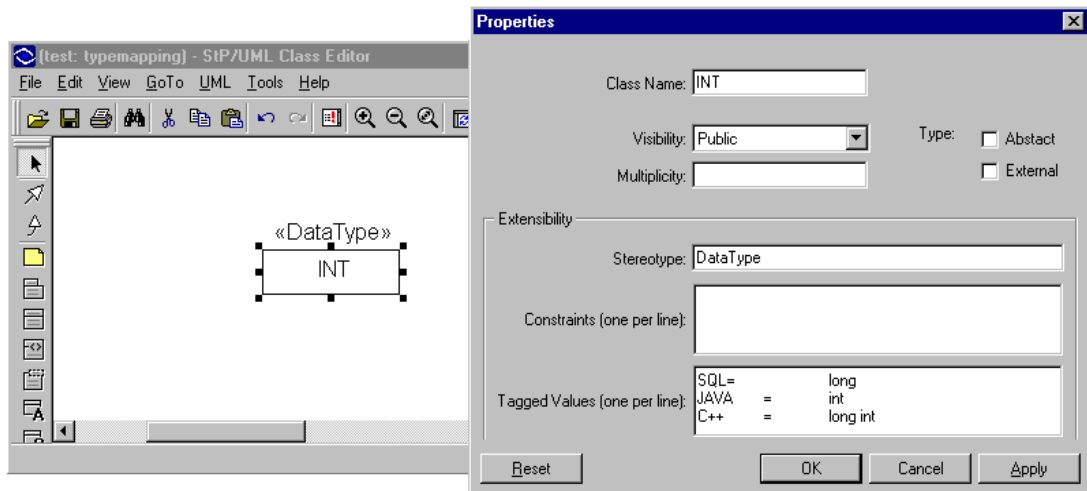 (test: typemapping) - StP/UML Class Editor
File Edit View GoTo UML Tools Help
«DataType»
INT
Properties
Class Name: INT
Visibility: Public
Type:
Abstact
Multiplicity:
External
Extensibility
Stereotype: DataType
Constraints (one per line):
Tagged Values (one per line):
SQL= long
JAVA = int
C++ = long int
Reset OK Cancel Apply